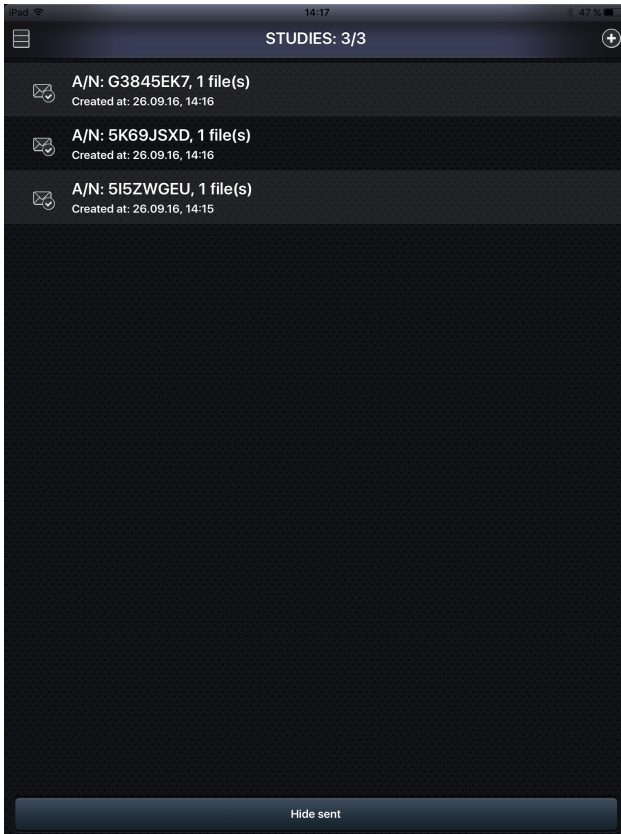 iPad 14:17 47 %
STUDIES: 3/3
A/N: G3845EK7, 1 file(s)
Created at: 26.09.16, 14:16
A/N: 5K69JSXD, 1 file(s)
Created at: 26.09.16, 14:16
A/N: 5I5ZWGEU, 1 file(s)
Created at: 26.09.16, 14:15
Hide sent